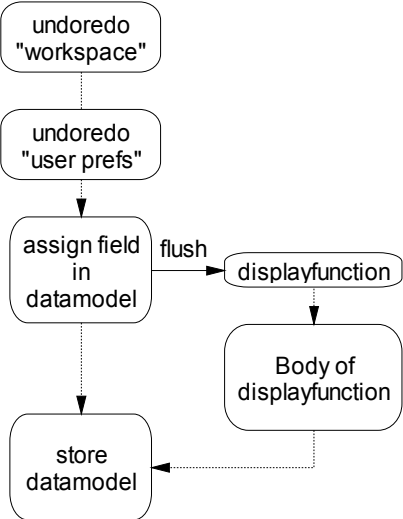 undoredo
"workspace"
undoredo
"user prefs"
assign field
in
datamodel
flush
displayfunction
Body of
displayfunction
store
datamodel